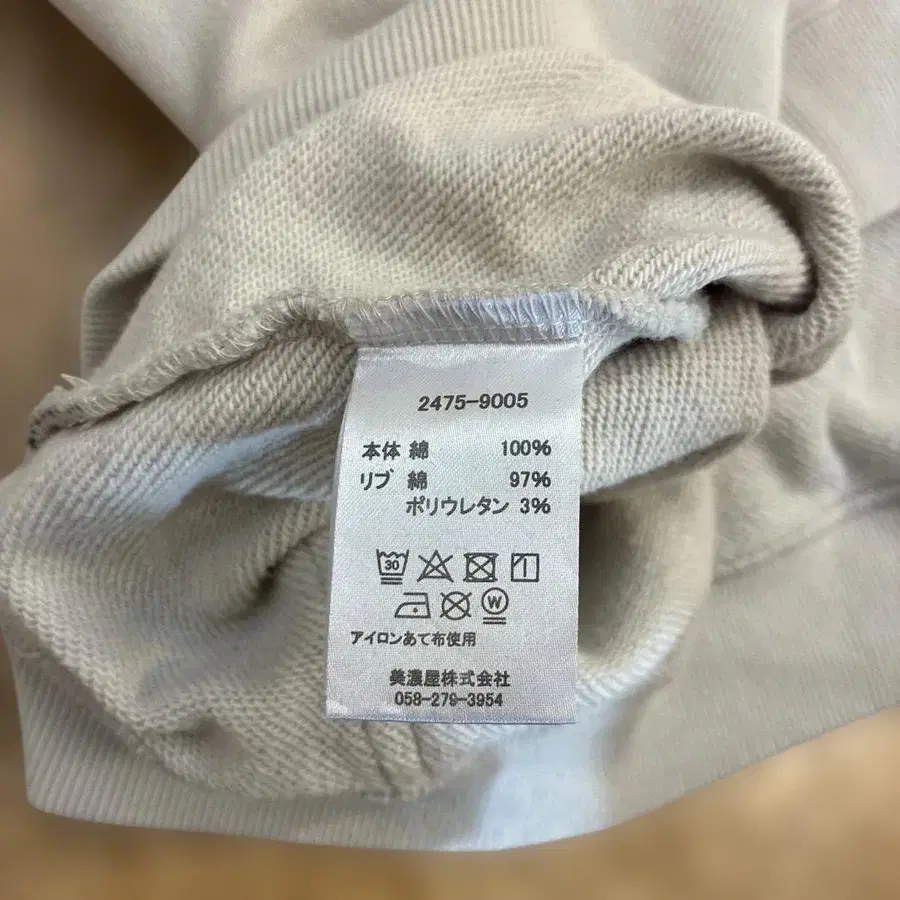 2475-9005
本体 綿 100%
リブ 綿 97%
ポリウレタン 3%
30
W
アイロンあて布使用
美濃屋株式会社
058-279-3954